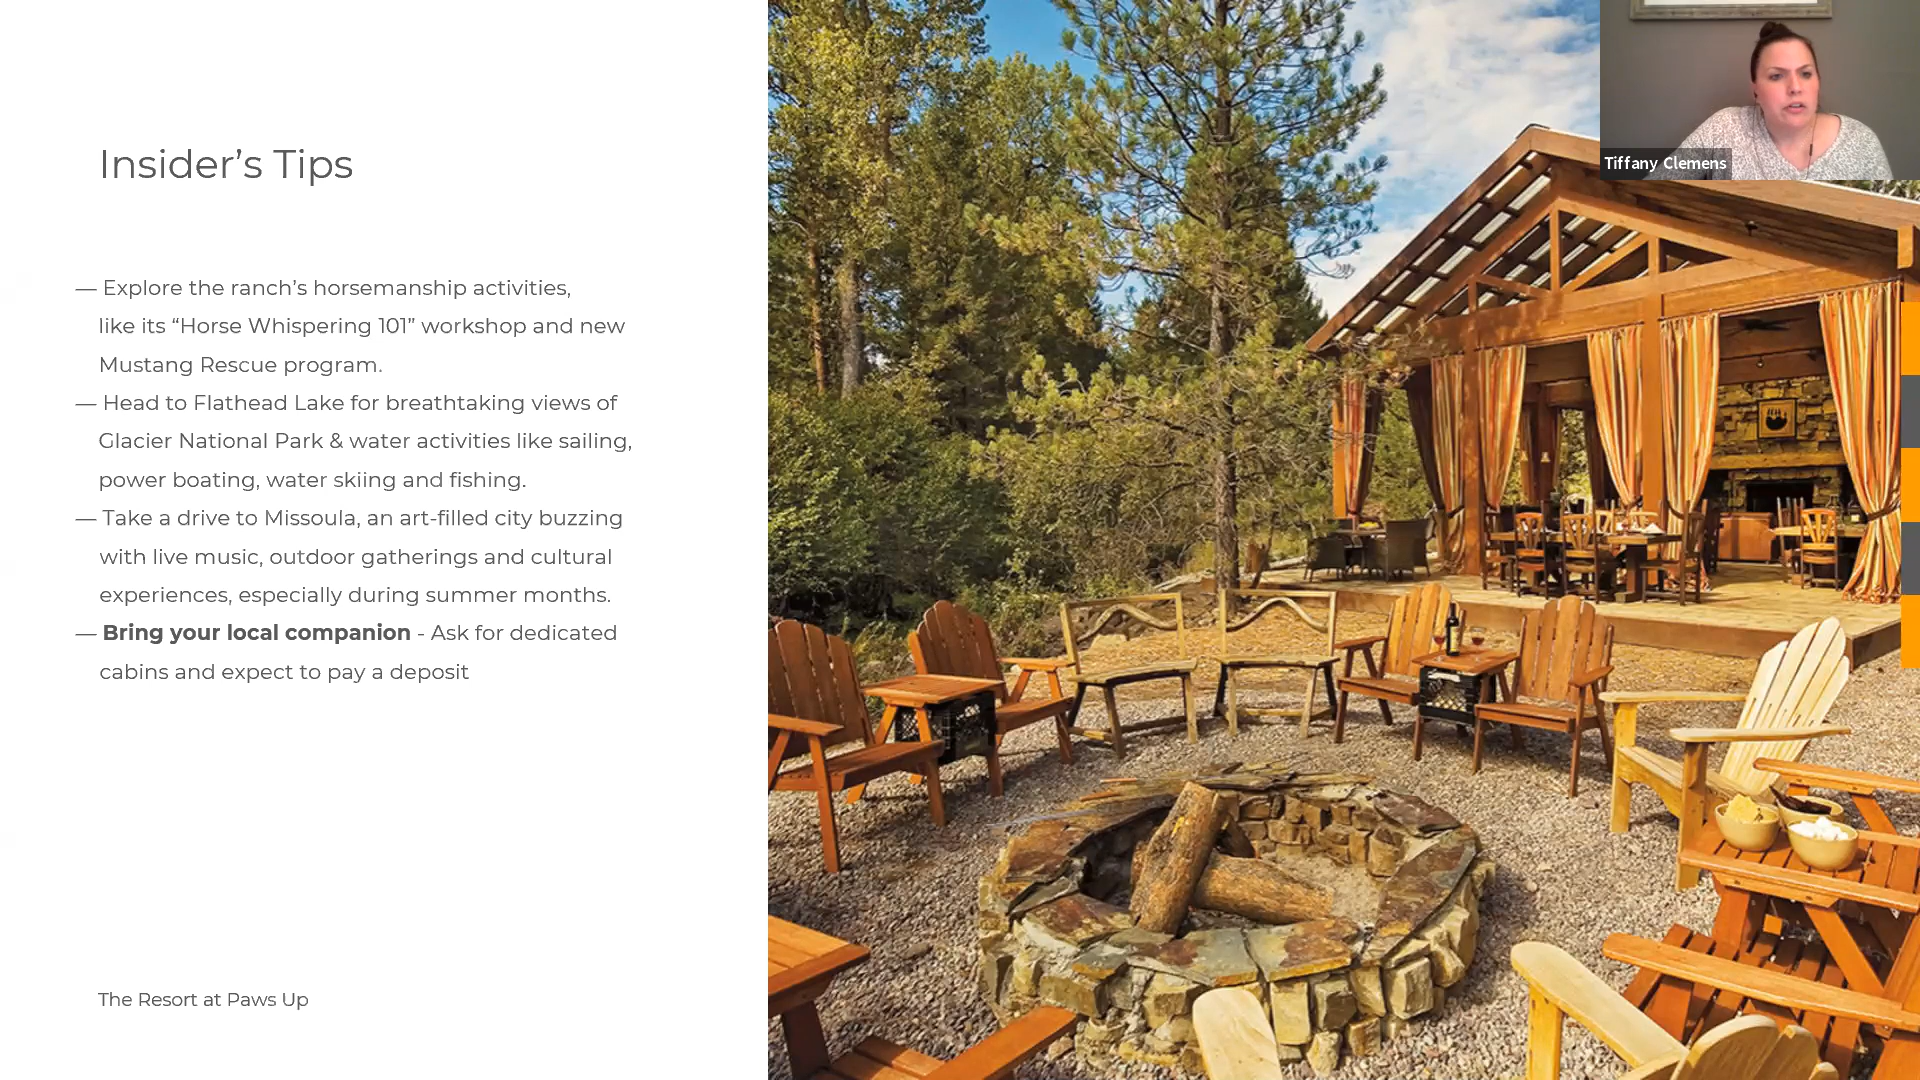 Insider’s Tips
— Explore the ranch’s horsemanship activities,
like its “Horse Whispering 101” workshop and new
Mustang Rescue program.
— Head to Flathead Lake for breathtaking views of
Glacier National Park & water activities like sailing,
power boating, water skiing and fishing.
— Take a drive to Missoula, an art-filled city buzzing
with live music, outdoor gatherings and cultural
experiences, especially during summer months.
— Bring your local companion - Ask for dedicated
cabins and expect to pay a deposit
The Resort at Paws Up
Tiffany Clemens